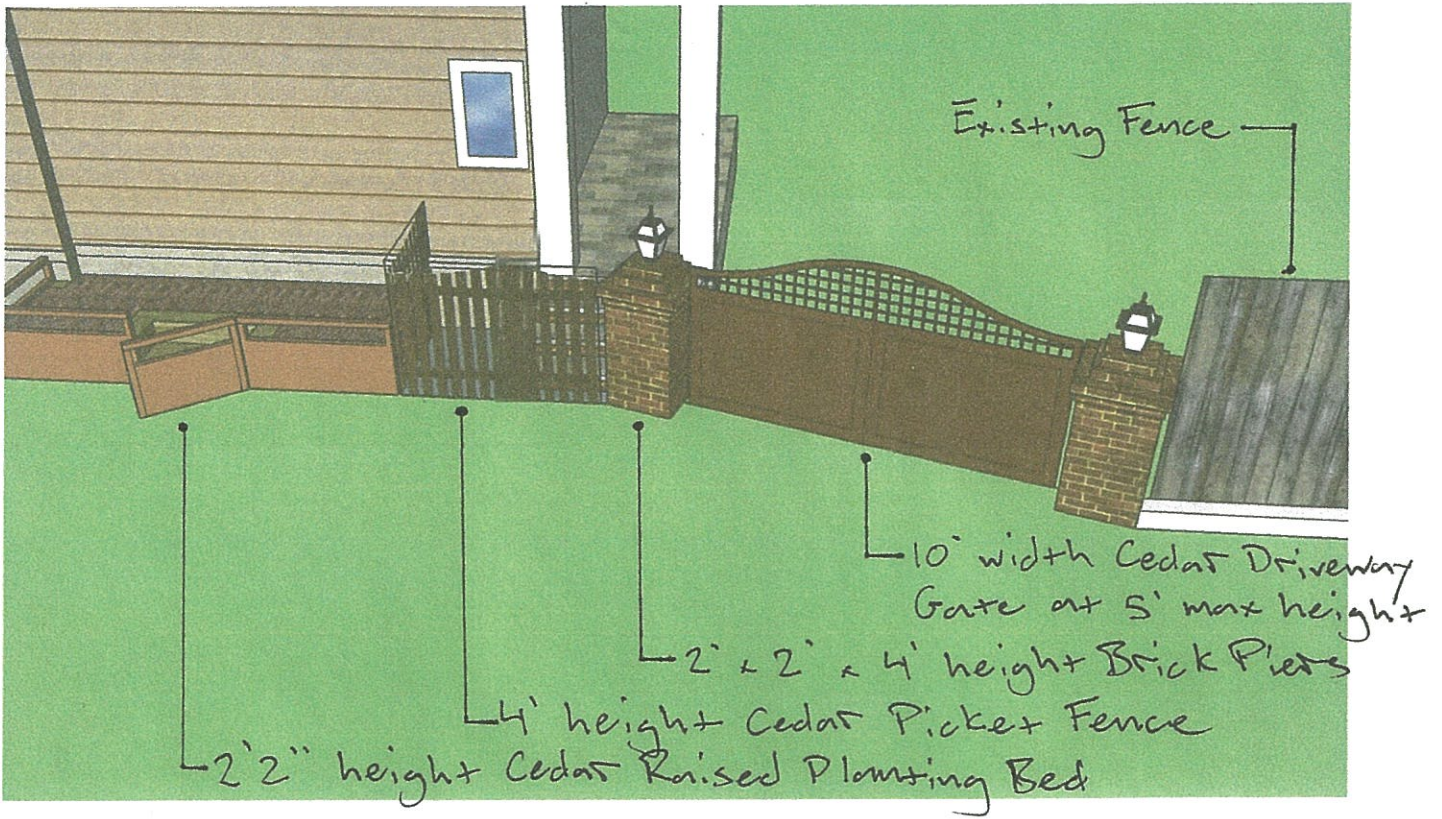 Existing Fence
10' width Cedar Driveway
Gate at 5' max height
2' x 2' x 4' height Brick Piers
4' height Cedar Picket Fence
2'2" height Cedar Raised Planting Bed